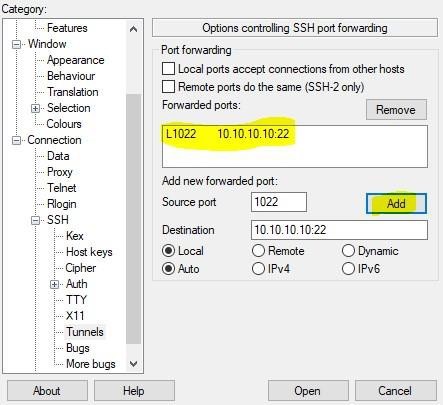 Category:
Features
Window
Appearance
Behaviour
Translation
Selection
Colours
Connection
Data
Proxy
Telnet
Rlogin
SSH
Kex
Host keys
Cipher
Auth
TTY
X11
Tunnels
Bugs
More bugs
Options controlling SSH port forwarding
Port forwarding
Local ports accept connections from other hosts
Remote ports do the same (SSH-2 only)
Forwarded ports:
Remove
L1022 10.10.10.10:22
Add new forwarded port:
Source port 1022 Add
Destination 10.10.10.10:22
Local Remote Dynamic
Auto IPv4 IPv6
About Help Open Cancel